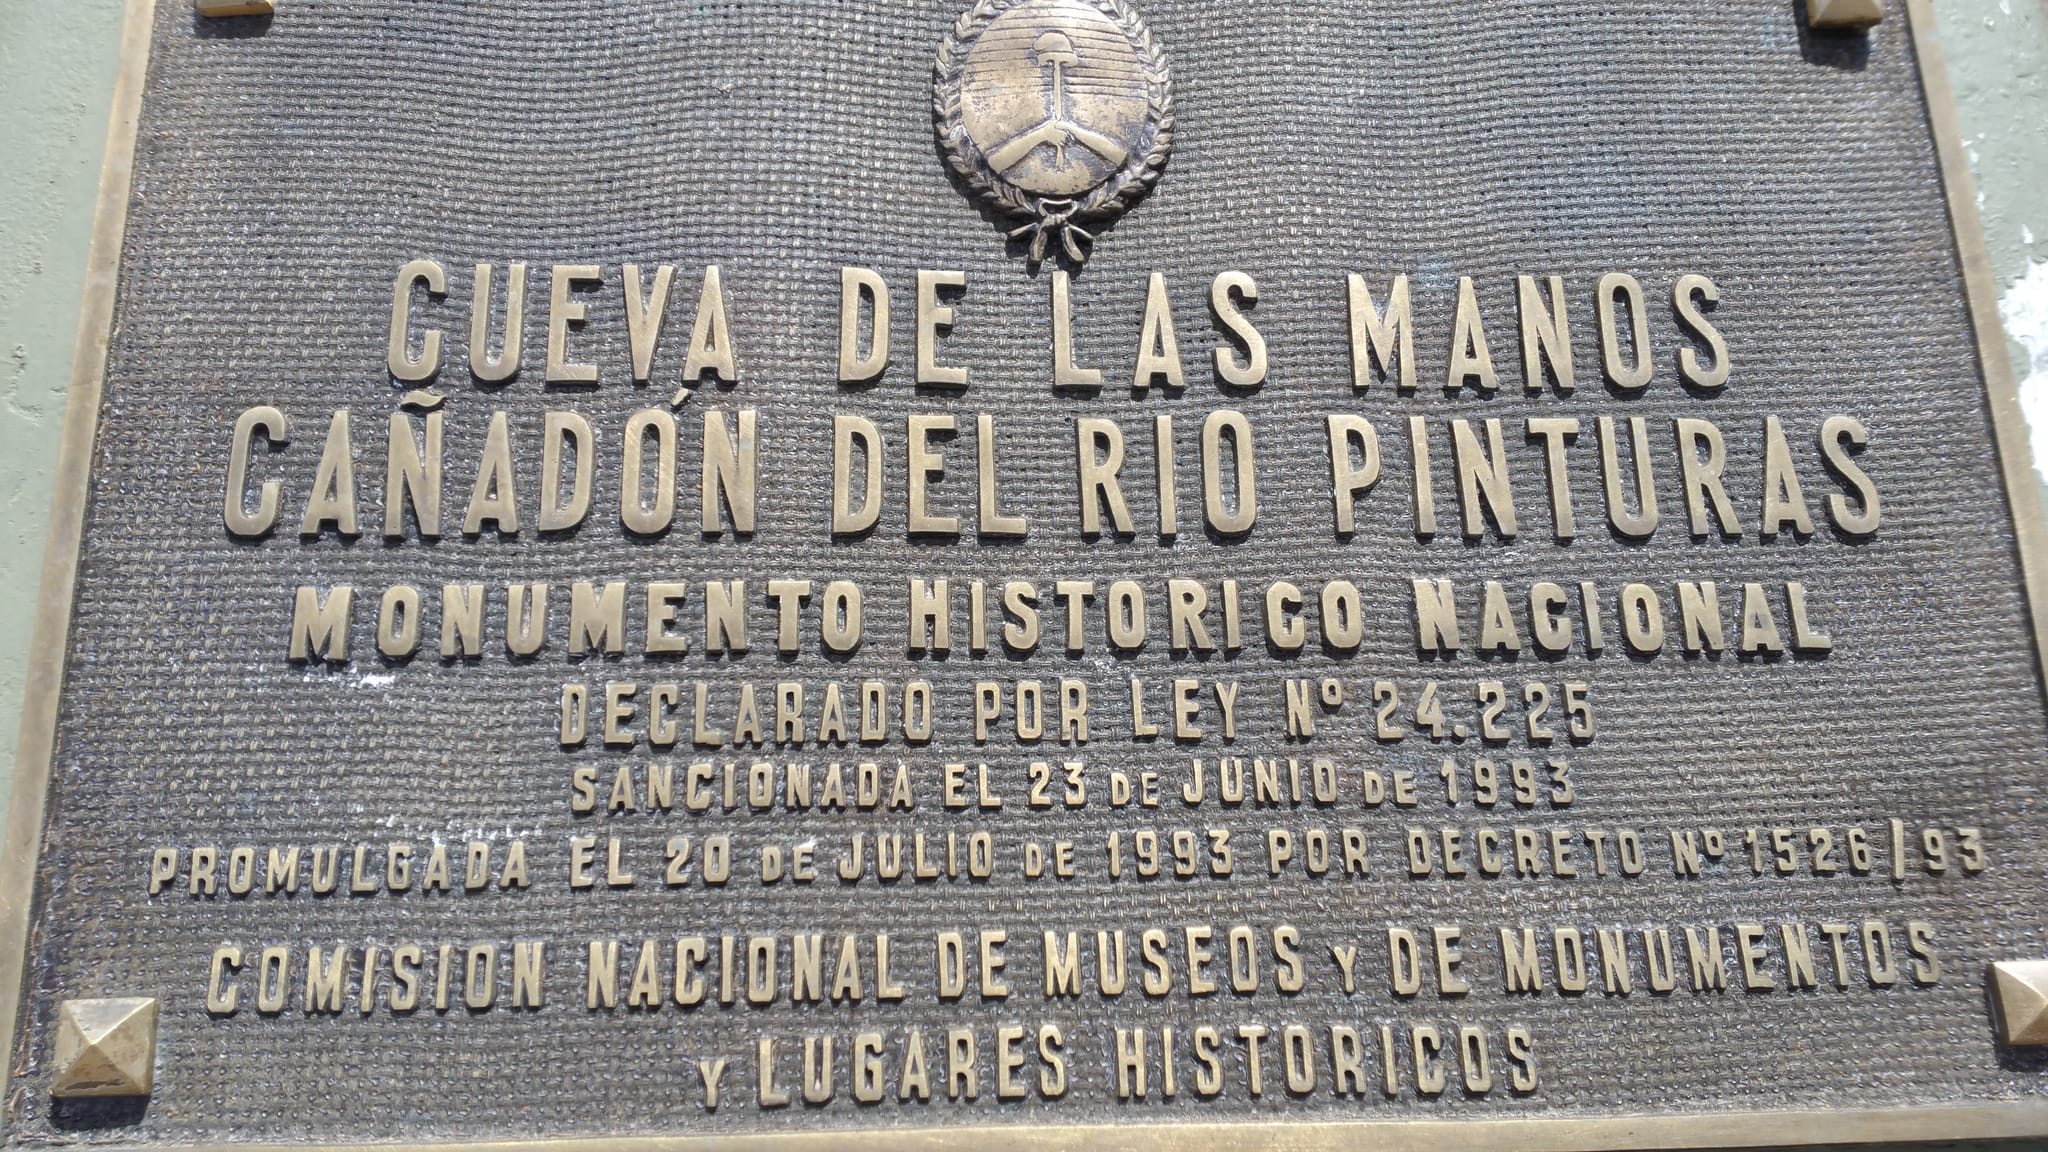 CUEVA DE LAS MANOS
CAÑADÓN DEL RIO PINTURAS
MONUMENTO HISTORICO NACIONAL
DECLARADO POR LEY Nº 24.225
SANCIONADA EL 23 DE JUNIO DE 1993
PROMULGADA EL 20 DE JULIO DE 1993 POR DECRETO Nº 1526/93
COMISION NACIONAL DE MUSEOS Y DE MONUMENTOS
Y LUGARES HISTORICOS